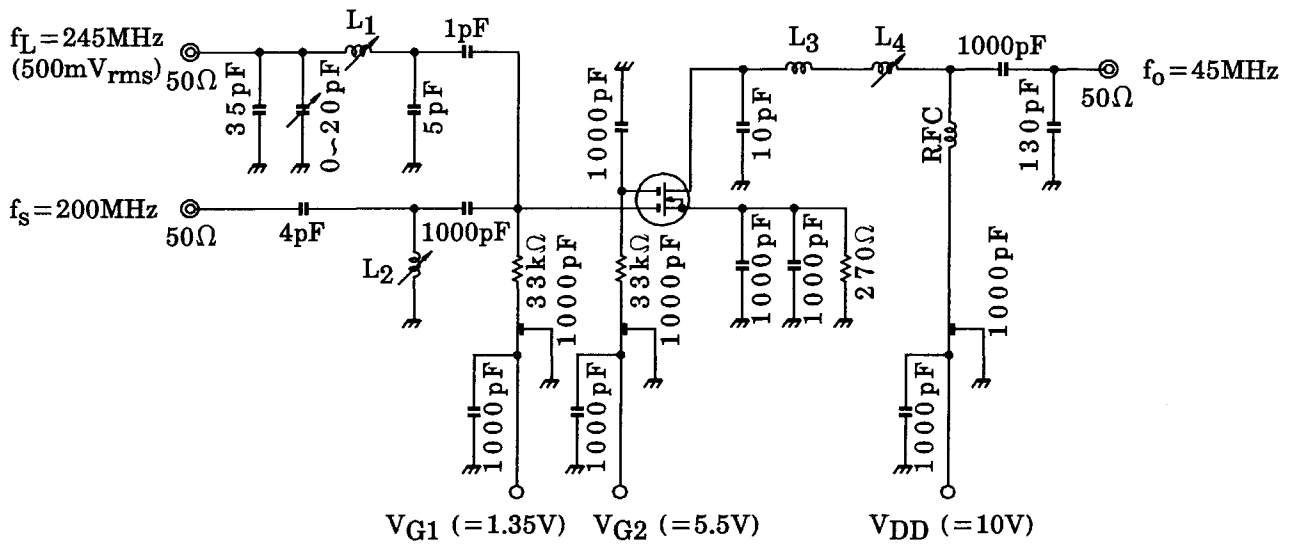 fL=245MHz
(500mVrms)
50Ω
35pF
0~20pF
L1
5pF
1pF
fS=200MHz
50Ω
4pF
L2
1000pF
33kΩ
1000pF
1000pF
VG1 (=1.35V)
1000pF
33kΩ
1000pF
1000pF
VG2 (=5.5V)
1000pF
1000pF
270Ω
10pF
L3
L4
RFC
1000pF
1000pF
VDD (=10V)
1000pF
130pF
50Ω
fo=45MHz